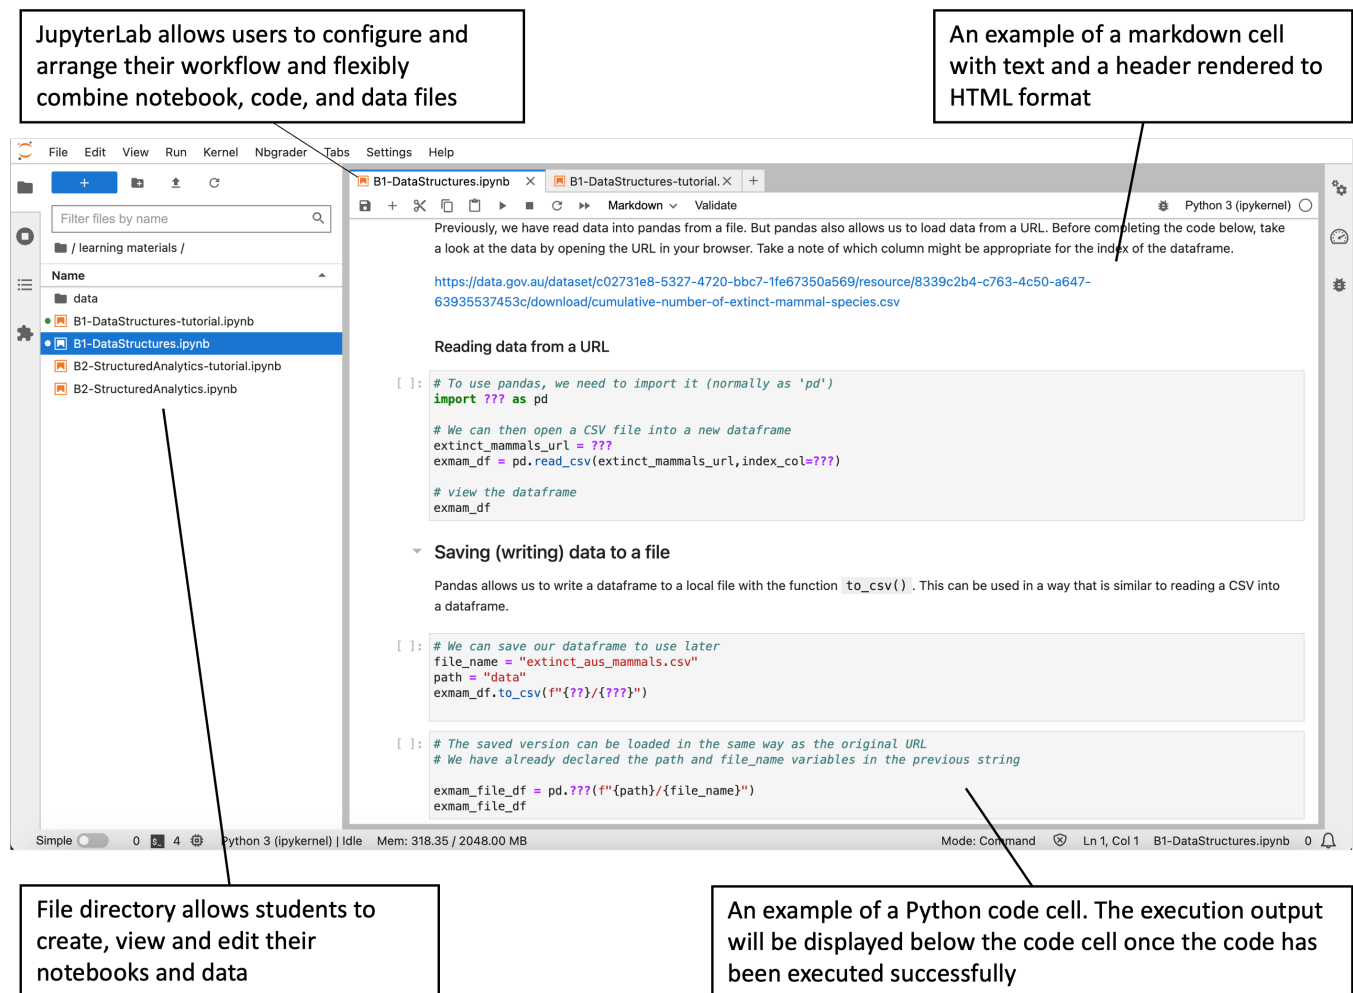 JupyterLab allows users to configure and
arrange their workflow and flexibly
combine notebook, code, and data files
An example of a markdown cell
with text and a header rendered to
HTML format
File Edit View Run Kernel Nbgrader Tabs Settings Help
+
B1-DataStructures.ipynb × B1-DataStructures-tutorial. × +
Markdown Validate Python 3 (ipykernel)
Filter files by name
/ learning materials /
Name
data
B1-DataStructures-tutorial.ipynb
B1-DataStructures.ipynb
B2-StructuredAnalytics-tutorial.ipynb
B2-StructuredAnalytics.ipynb
Previously, we have read data into pandas from a file. But pandas also allows us to load data from a URL. Before completing the code below, take
a look at the data by opening the URL in your browser. Take a note of which column might be appropriate for the index of the dataframe.
https://data.gov.au/dataset/c02731e8-5327-4720-bbc7-1fe67350a569/resource/8339c2b4-c763-4c50-a647-
63935537453c/download/cumulative-number-of-extinct-mammal-species.csv
Reading data from a URL
[ ]: # To use pandas, we need to import it (normally as 'pd')
import ??? as pd
# We can then open a CSV file into a new dataframe
extinct_mammals_url = ???
exmam_df = pd.read_csv(extinct_mammals_url,index_col=???)
# view the dataframe
exmam_df
Saving (writing) data to a file
Pandas allows us to write a dataframe to a local file with the function to_csv() . This can be used in a way that is similar to reading a CSV into
a dataframe.
[ ]: # We can save our dataframe to use later
file_name = "extinct_aus_mammals.csv"
path = "data"
exmam_df.to_csv(f"{??}/{???}")
[ ]: # The saved version can be loaded in the same way as the original URL
# We have already declared the path and file_name variables in the previous string
exmam_file_df = pd.???(f"{path}/{file_name}")
exmam_file_df
Simple 0 $_ 4 Python 3 (ipykernel) | Idle Mem: 318.35 / 2048.00 MB Mode: Command Ln 1, Col 1 B1-DataStructures.ipynb 0
File directory allows students to
create, view and edit their
notebooks and data
An example of a Python code cell. The execution output
will be displayed below the code cell once the code has
been executed successfully